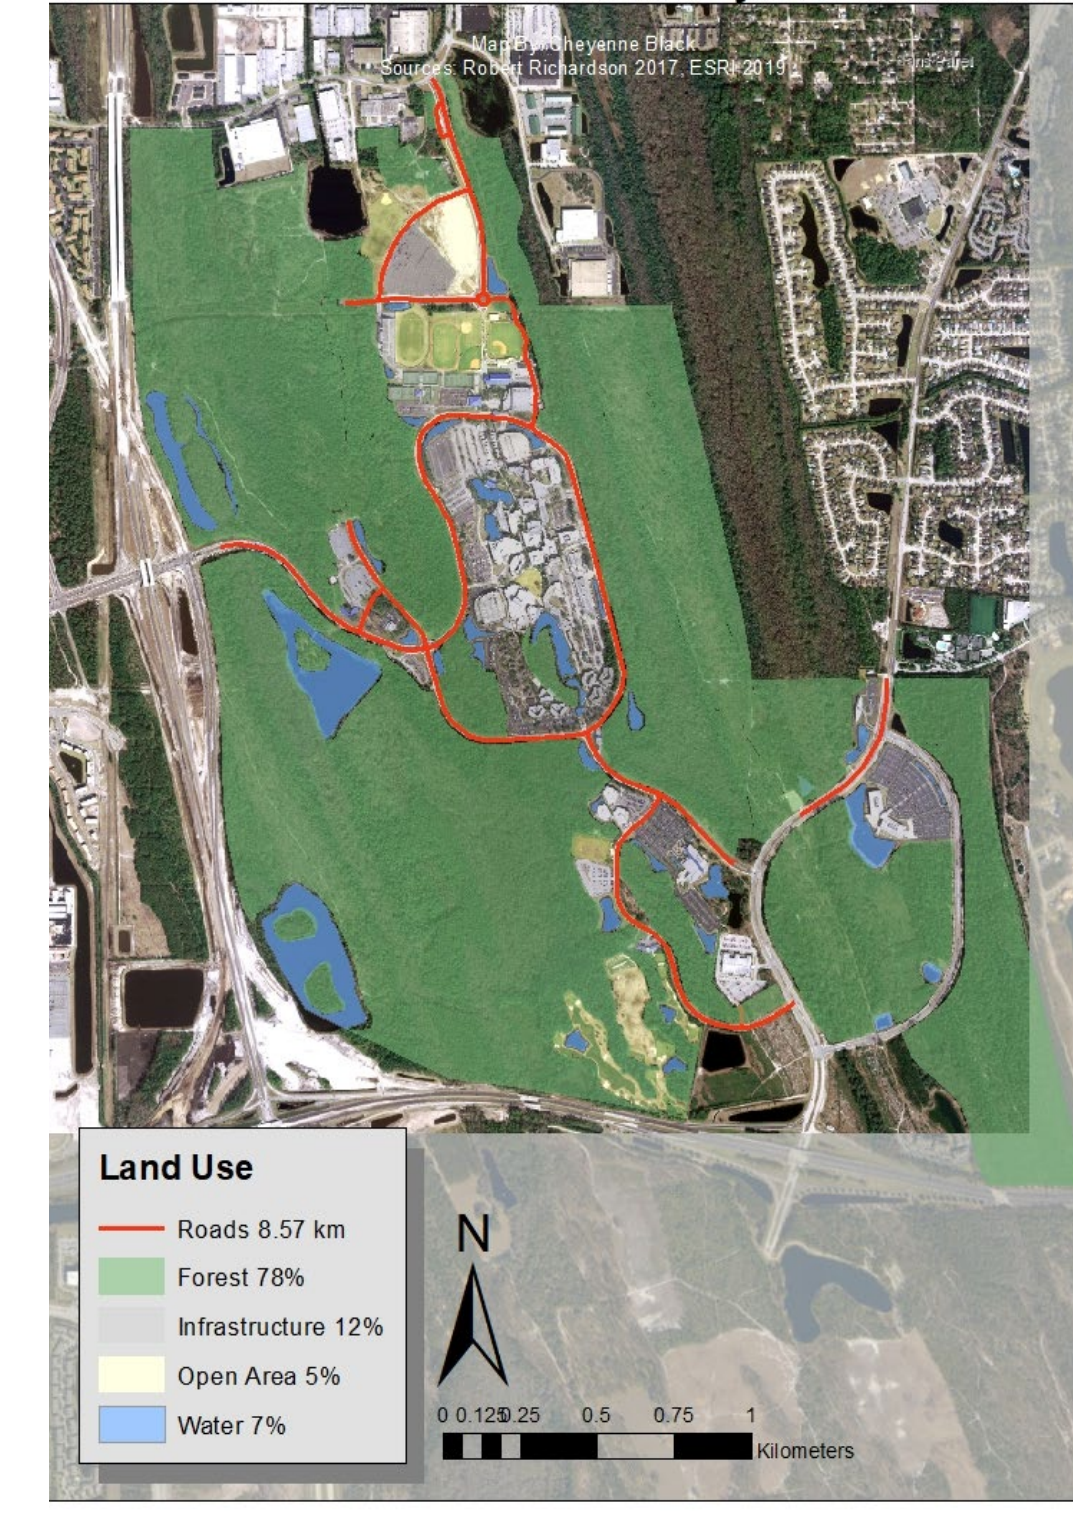 Map By: Cheyenne Black
Sources: Robert Richardson 2017, ESRI 2019
Land Use
Roads 8.57 km
Forest 78%
Infrastructure 12%
Open Area 5%
Water 7%
N
0 0.125 0.25 0.5 0.75 1
Kilometers